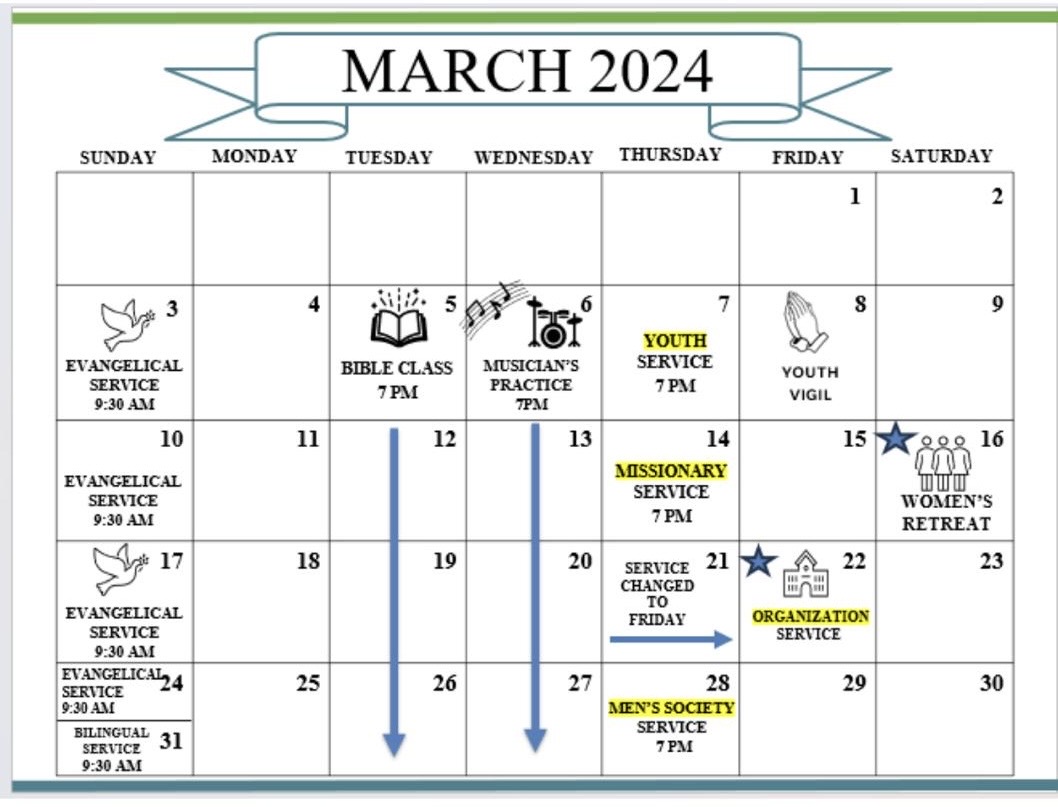 MARCH 2024
SUNDAY MONDAY TUESDAY WEDNESDAY THURSDAY FRIDAY SATURDAY
1
2
3
EVANGELICAL
SERVICE
9:30 AM
4
5
BIBLE CLASS
7 PM
6
MUSICIAN'S
PRACTICE
7PM
7
YOUTH
SERVICE
7 PM
8
YOUTH
VIGIL
9
10
EVANGELICAL
SERVICE
9:30 AM
11
12
13
14
MISSIONARY
SERVICE
7 PM
15
16
WOMEN'S
RETREAT
17
EVANGELICAL
SERVICE
9:30 AM
18
19
20
21
SERVICE
CHANGED
TO
FRIDAY
22
ORGANIZATION
SERVICE
23
24
EVANGELICAL
SERVICE
9:30 AM
31
BILINGUAL
SERVICE
9:30 AM
25
26
27
28
MEN'S SOCIETY
SERVICE
7 PM
29
30